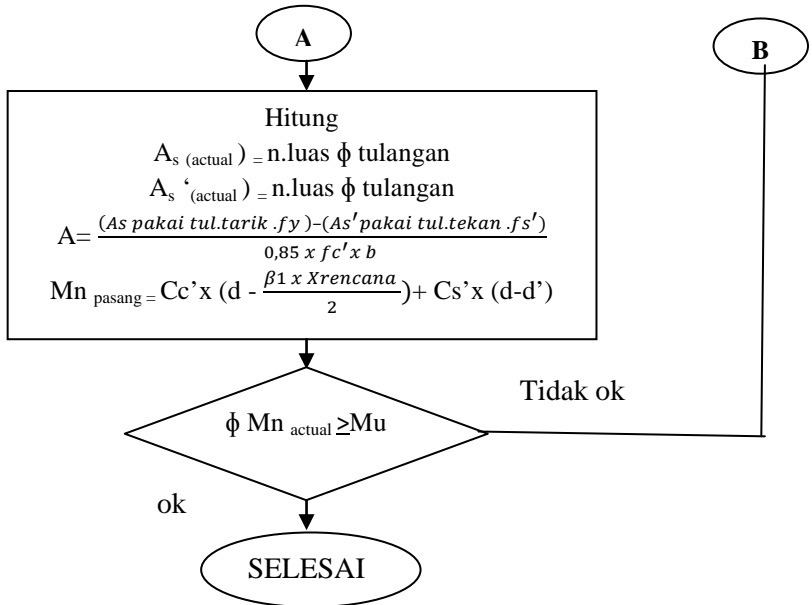 A
B
Hitung
As (actual ) = n.luas ϕ tulangan
As ‘(actual ) = n.luas ϕ tulangan
A= (As pakai tul.tarik .fy )−(As′pakai tul.tekan .fs′) / 0,85 x fc′x b
Mn pasang = Cc’x (d - β1 x Xrencana / 2)+ Cs’x (d-d’)
Tidak ok
ϕ Mn actual ≥Mu
ok
SELESAI